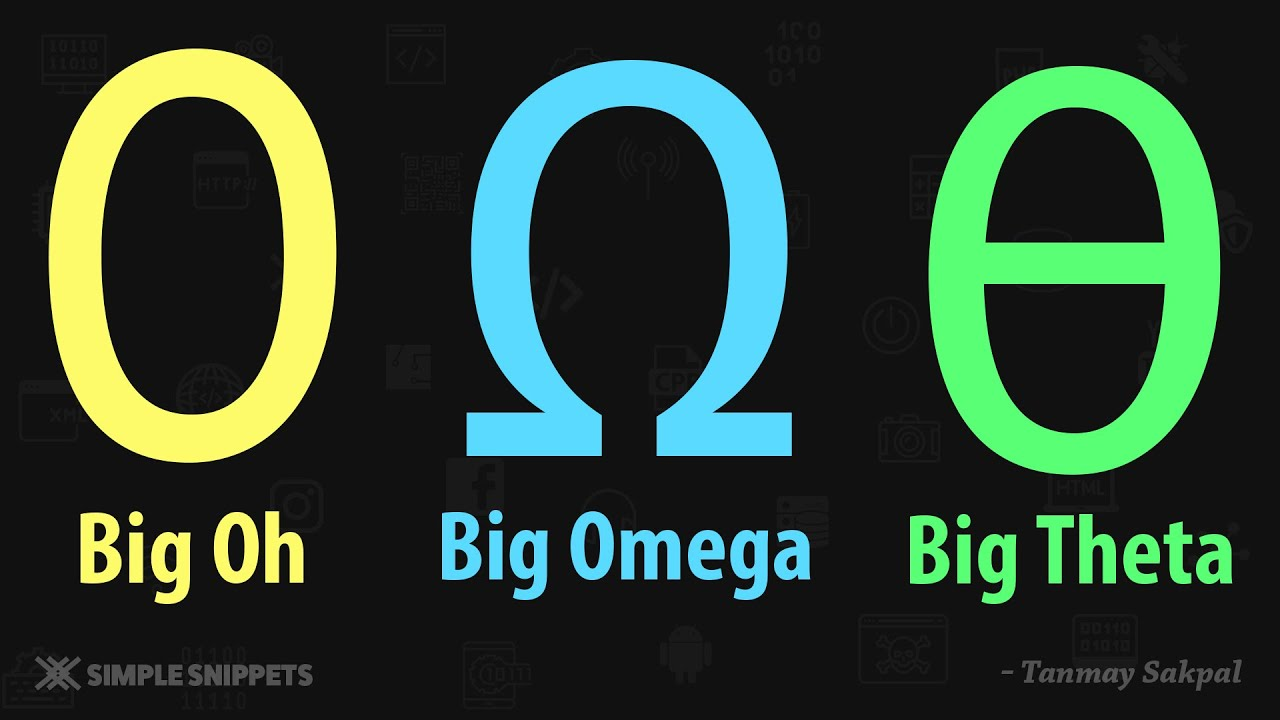 O Ω θ
Big Oh Big Omega Big Theta
SIMPLE SNIPPETS
- Tanmay Sakpal